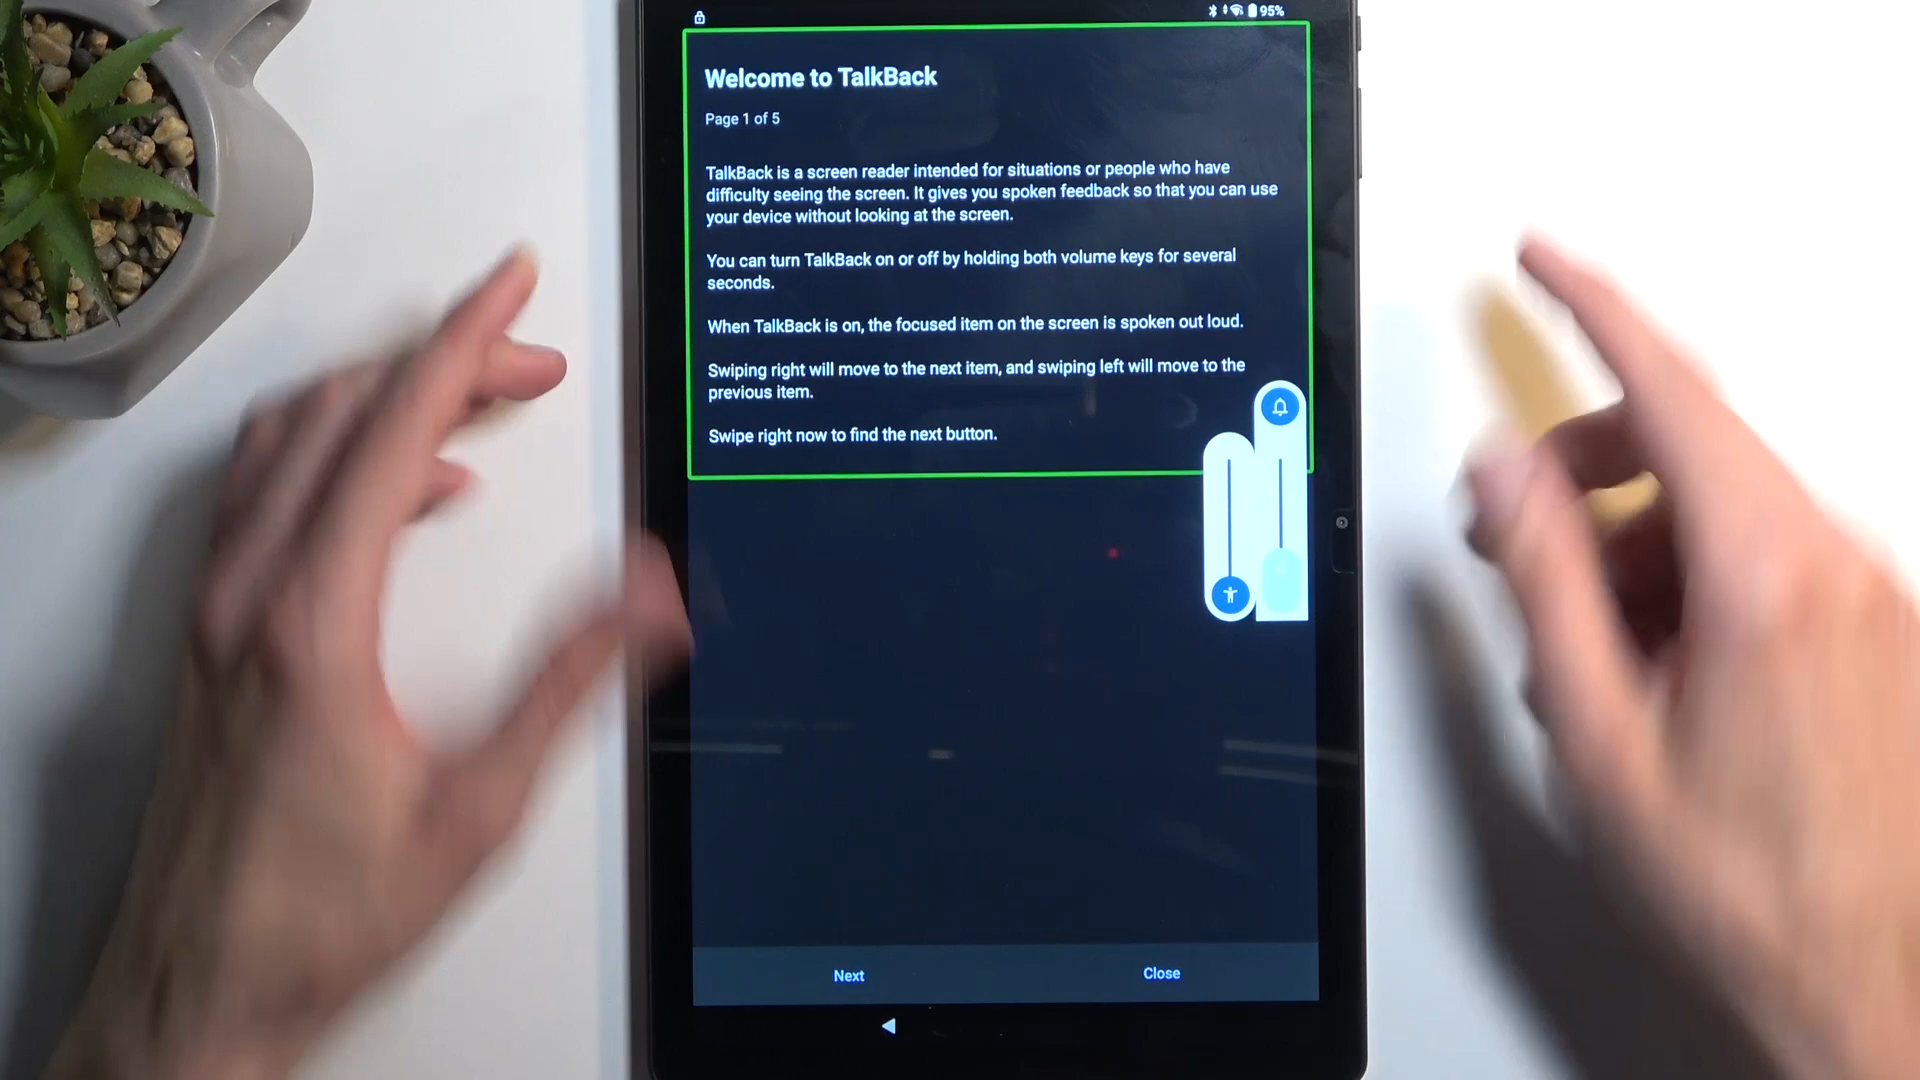 95%
Welcome to TalkBack
Page 1 of 5
TalkBack is a screen reader intended for situations or people who have
difficulty seeing the screen. It gives you spoken feedback so that you can use
your device without looking at the screen.
You can turn TalkBack on or off by holding both volume keys for several
seconds.
When TalkBack is on, the focused item on the screen is spoken out loud.
Swiping right will move to the next item, and swiping left will move to the
previous item.
Swipe right now to find the next button.
Next
Close